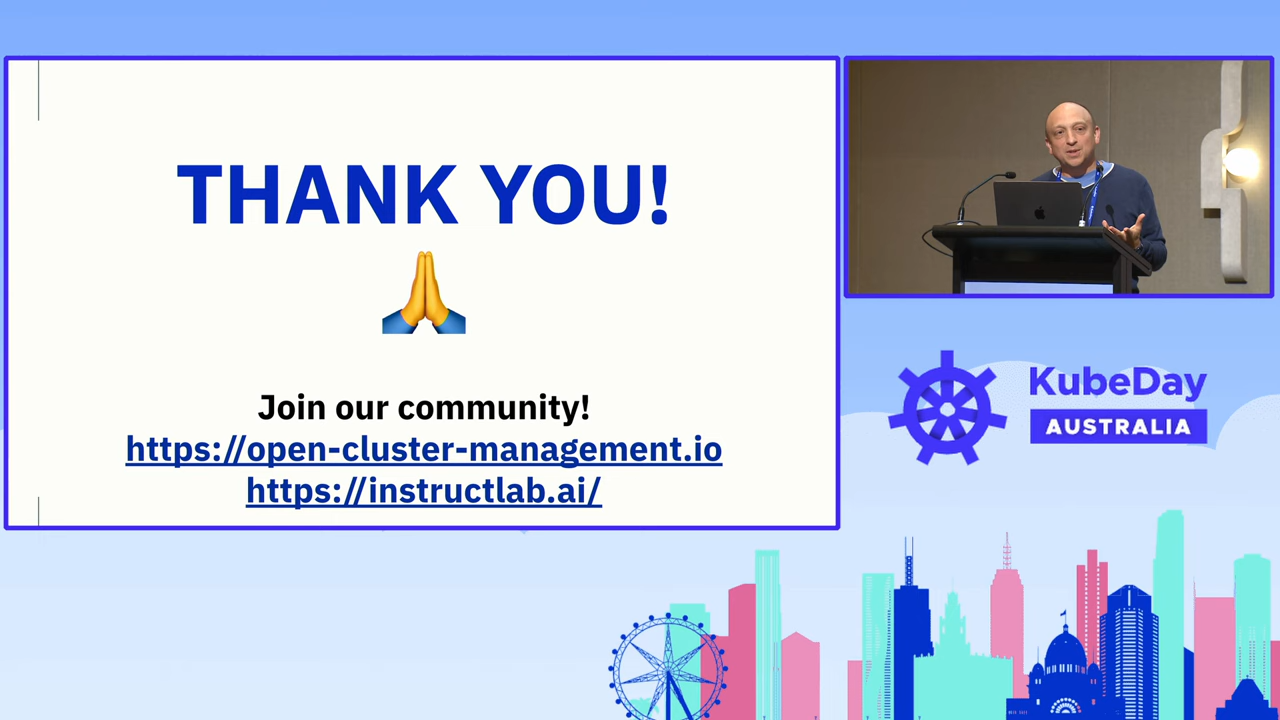 THANK YOU!
Join our community!
https://open-cluster-management.io
https://instructlab.ai/
KubeDay
AUSTRALIA